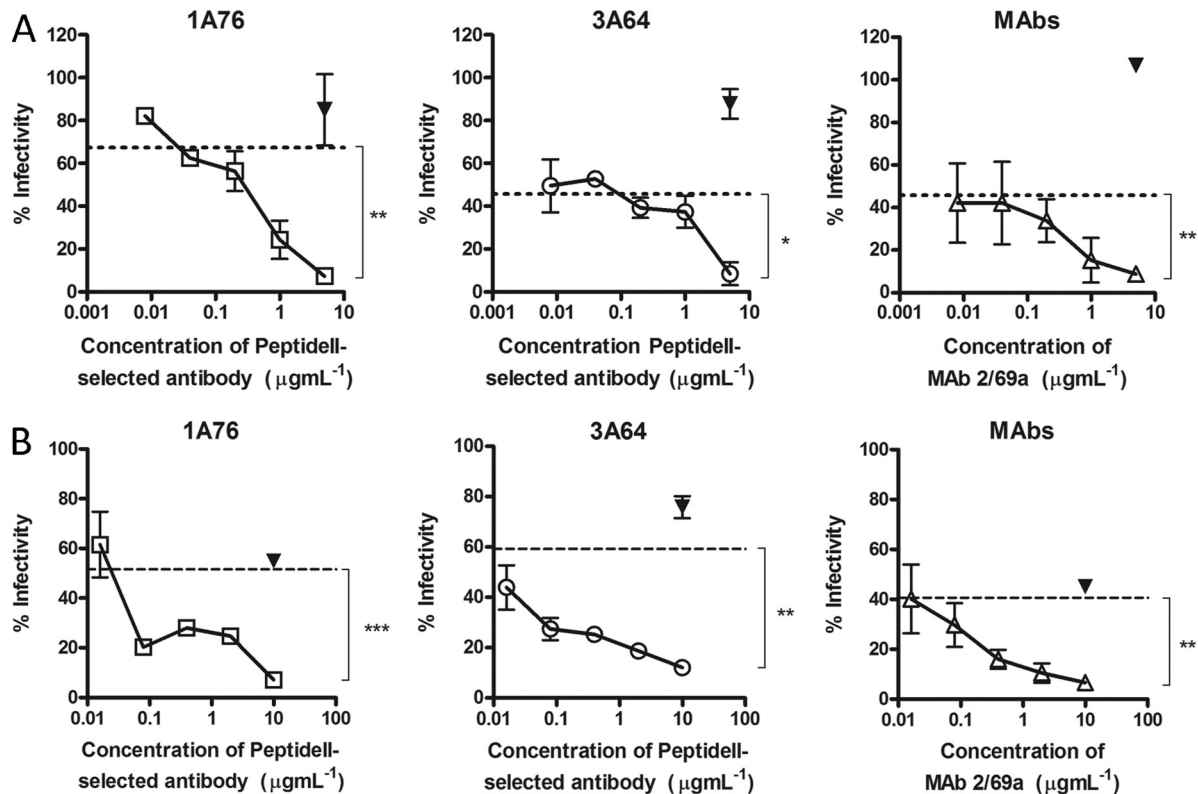 A
1A76
3A64
MAbs
% Infectivity
120
100
80
60
40
20
0
0.001
0.01
0.1
1
10
**
Concentration of PeptideII-
selected antibody (μgmL-1)
% Infectivity
120
100
80
60
40
20
0
0.001
0.01
0.1
1
10
*
Concentration PeptideII-
selected antibody (μgmL-1)
% Infectivity
120
100
80
60
40
20
0
0.001
0.01
0.1
1
10
**
Concentration of
MAb 2/69a (μgmL-1)
B
1A76
3A64
MAbs
% Infectivity
100
80
60
40
20
0
0.01
0.1
1
10
100
***
Concentration of PeptideII-
selected antibody (μgmL-1)
% Infectivity
100
80
60
40
20
0
0.01
0.1
1
10
100
**
Concentration of PeptideII-
selected antibody (μgmL-1)
% Infectivity
100
80
60
40
20
0
0.01
0.1
1
10
100
**
Concentration of
MAb 2/69a (μgmL-1)